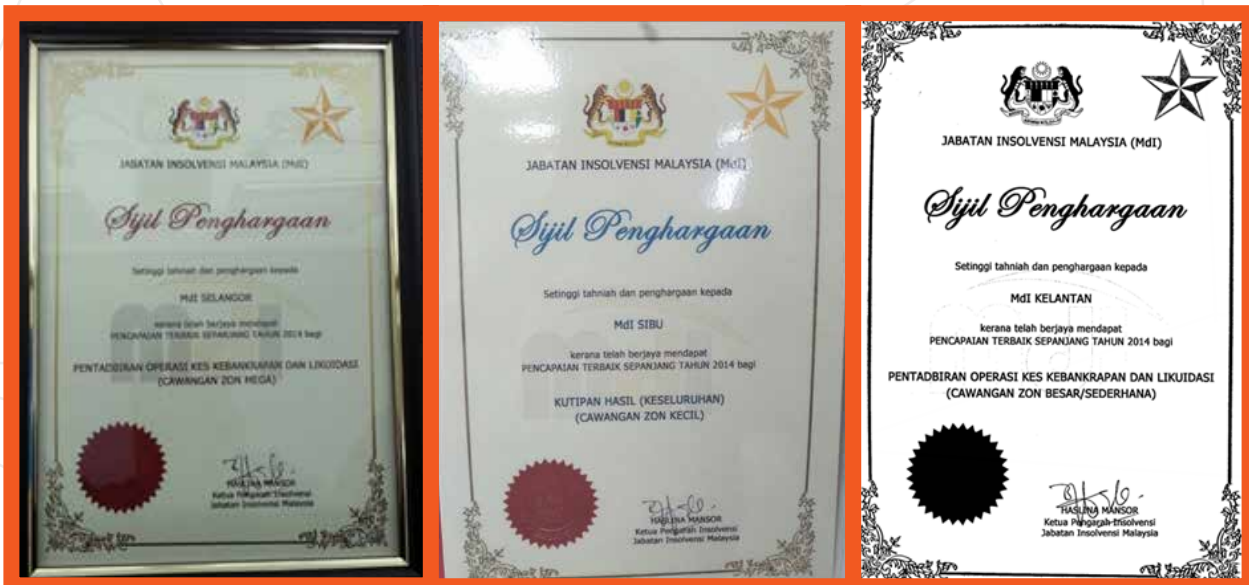 JABATAN INSOLVENSI MALAYSIA (MdI)
Sijil Penghargaan
Setinggi tahniah dan penghargaan kepada
MdI SELANGOR
kerana telah berjaya mendapat
PENCAPAIAN TERBAIK SEPANJANG TAHUN 2014 bagi
PENTADBIRAN OPERASI KES KEBANKRAPAN DAN LIKUIDASI
(CAWANGAN ZON MEGA)
HASLINA MANSOR
Ketua Pengarah Insolvensi
Jabatan Insolvensi Malaysia
JABATAN INSOLVENSI MALAYSIA (MdI)
Sijil Penghargaan
Setinggi tahniah dan penghargaan kepada
MdI SIBU
kerana telah berjaya mendapat
PENCAPAIAN TERBAIK SEPANJANG TAHUN 2014 bagi
KUTIPAN HASIL (KESELURUHAN)
(CAWANGAN ZON KECIL)
HASLINA MANSOR
Ketua Pengarah Insolvensi
Jabatan Insolvensi Malaysia
JABATAN INSOLVENSI MALAYSIA (MdI)
Sijil Penghargaan
Setinggi tahniah dan penghargaan kepada
MdI KELANTAN
kerana telah berjaya mendapat
PENCAPAIAN TERBAIK SEPANJANG TAHUN 2014 bagi
PENTADBIRAN OPERASI KES KEBANKRAPAN DAN LIKUIDASI
(CAWANGAN ZON BESAR/SEDERHANA)
HASLINA MANSOR
Ketua Pengarah Insolvensi
Jabatan Insolvensi Malaysia